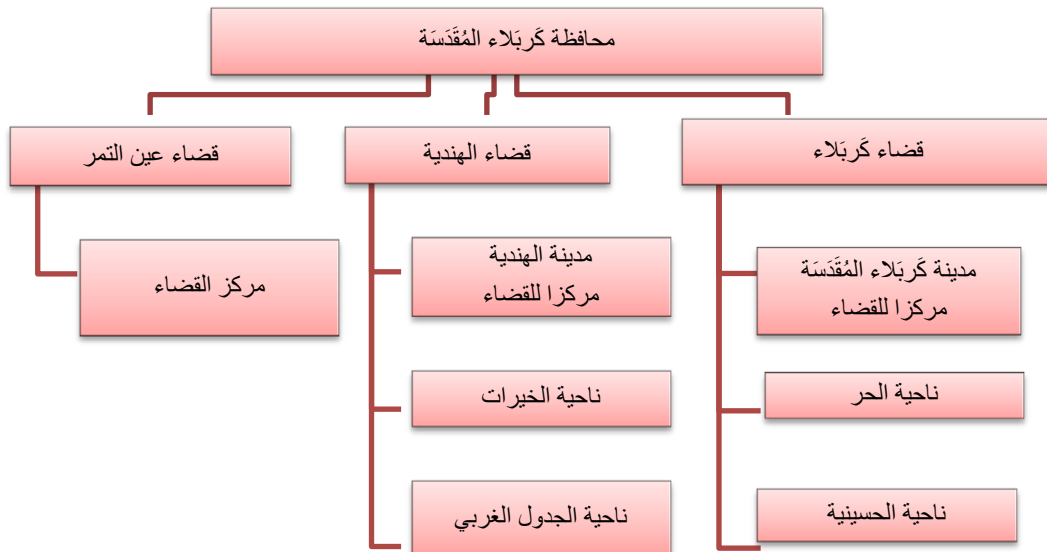 محافظة كَربَلاء المُقَدَسَة
قضاء كَربَلاء
قضاء الهندية
قضاء عين التمر
مدينة كَربَلاء المُقَدَسَة
مركزا للقضاء
ناحية الحر
ناحية الحسينية
مدينة الهندية
مركزا للقضاء
ناحية الخيرات
ناحية الجدول الغربي
مركز القضاء